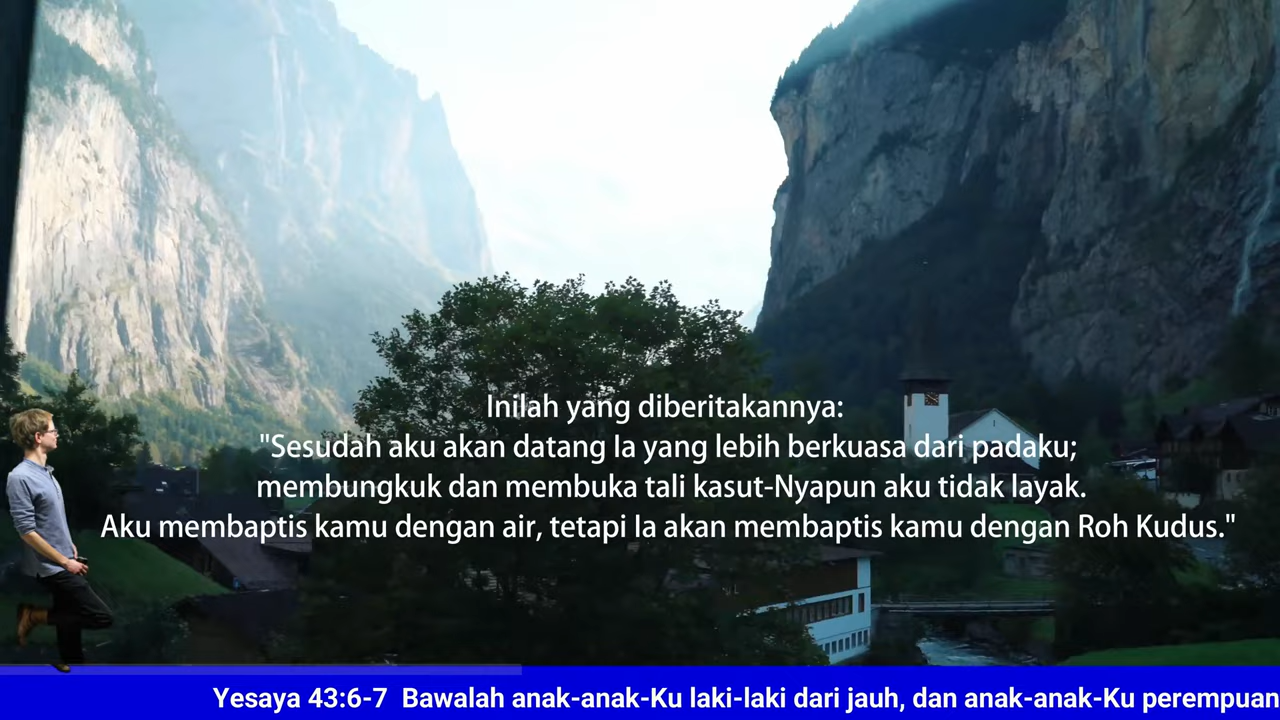 Inilah yang diberitakannya:
"Sesudah aku akan datang Ia yang lebih berkuasa dari padaku;
membungkuk dan membuka tali kasut-Nyapun aku tidak layak.
Aku membaptis kamu dengan air, tetapi Ia akan membaptis kamu dengan Roh Kudus."
Yesaya 43:6-7  Bawalah anak-anak-Ku laki-laki dari jauh, dan anak-anak-Ku perempuan